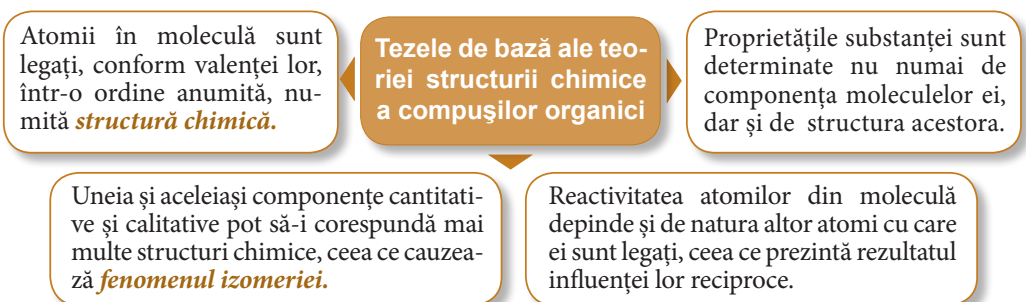 Atomii în moleculă sunt
legați, conform valenței lor,
într-o ordine anumită, nu-
mită structură chimică.
Tezele de bază ale teo-
riei structurii chimice
a compuşilor organici
Proprietățile substanței sunt
determinate nu numai de
componența moleculelor ei,
dar și de structura acestora.
Uneia și aceleiași componențe cantitati-
ve și calitative pot să-i corespundă mai
multe structuri chimice, ceea ce cauzea-
ză fenomenul izomeriei.
Reactivitatea atomilor din moleculă
depinde și de natura altor atomi cu care
ei sunt legați, ceea ce prezintă rezultatul
influenței lor reciproce.